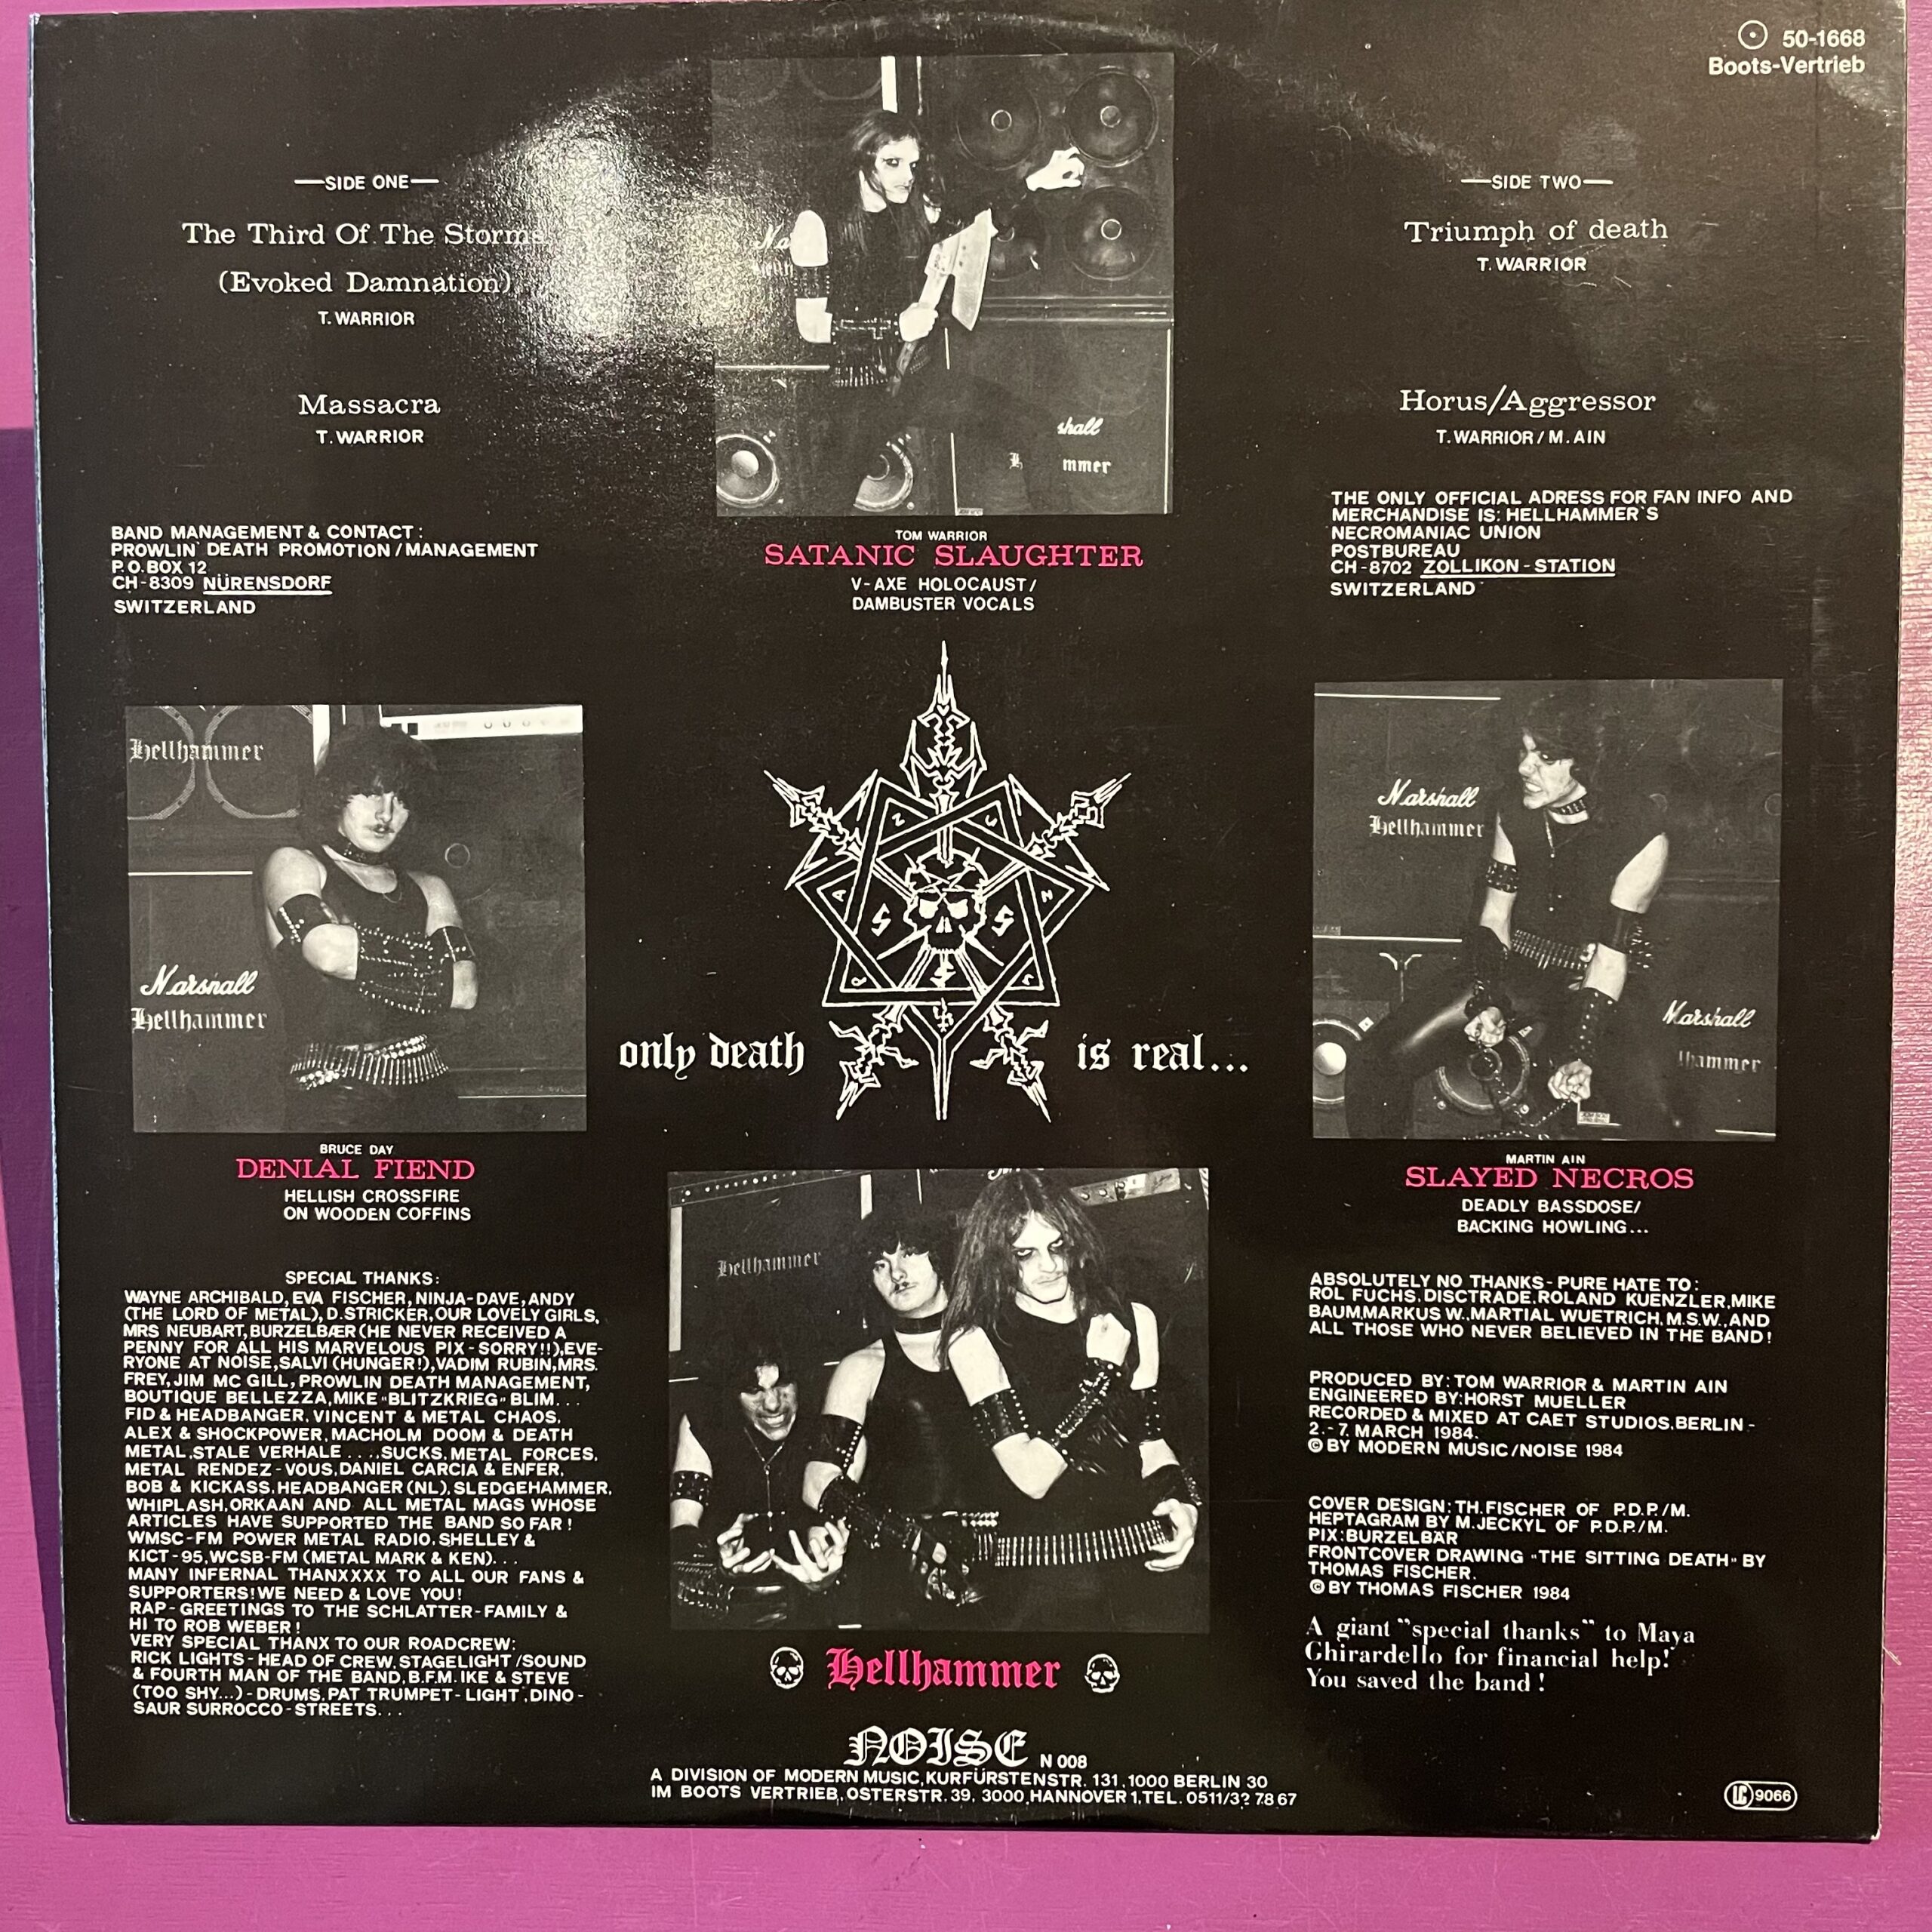 50-1668
Boots-Vertrieb
—SIDE ONE—
The Third Of The Storms
(Evoked Damnation)
T. WARRIOR
Massacra
T. WARRIOR
BAND MANAGEMENT & CONTACT:
PROWLIN' DEATH PROMOTION / MANAGEMENT
P.O. BOX 12
CH-8309 NÜRENSDORF
SWITZERLAND
shall
mmer
TOM WARRIOR
SATANIC SLAUGHTER
V-AXE HOLOCAUST/
DAMBUSTER VOCALS
—SIDE TWO—
Triumph of death
T. WARRIOR
Horus/Aggressor
T. WARRIOR / M. AIN
THE ONLY OFFICIAL ADRESS FOR FAN INFO AND
MERCHANDISE IS: HELLHAMMER`S
NECROMANIAC UNION
POSTBUREAU
CH-8702 ZOLLIKON-STATION
SWITZERLAND
Hellhammer
Marshall
Hellhammer
BRUCE DAY
DENIAL FIEND
HELLISH CROSSFIRE
ON WOODEN COFFINS
only death is real...
Marshall
Hellhammer
Marshall
lhammer
MARTIN AIN
SLAYED NECROS
DEADLY BASSDOSE/
BACKING HOWLING...
SPECIAL THANKS:
WAYNE ARCHIBALD, EVA FISCHER, NINJA-DAVE, ANDY
(THE LORD OF METAL), D. STRICKER, OUR LOVELY GIRLS,
MRS NEUBART, BURZELBÆR (HE NEVER RECEIVED A
PENNY FOR ALL HIS MARVELOUS PIX - SORRY!!), EVE-
RYONE AT NOISE, SALVI (HUNGER!), VADIM RUBIN, MRS.
FREY, JIM MC GILL, PROWLIN DEATH MANAGEMENT,
BOUTIQUE BELLEZZA, MIKE "BLITZKRIEG" BLIM...
FID & HEADBANGER, VINCENT & METAL CHAOS,
ALEX & SHOCKPOWER, MACHOLM DOOM & DEATH
METAL, STALE VERHALE...., SUCKS, METAL FORCES,
METAL RENDEZ-VOUS, DANIEL CARCIA & ENFER,
BOB & KICKASS, HEADBANGER (NL), SLEDGEHAMMER,
WHIPLASH, ORKAAN AND ALL METAL MAGS WHOSE
ARTICLES HAVE SUPPORTED THE BAND SO FAR!
WMSC-FM POWER METAL RADIO, SHELLEY &
KICT-95, WCSB-FM (METAL MARK & KEN)...
MANY INFERNAL THANXXXX TO ALL OUR FANS &
SUPPORTERS! WE NEED & LOVE YOU!
RAP-GREETINGS TO THE SCHLATTER-FAMILY &
HI TO ROB WEBER!
VERY SPECIAL THANX TO OUR ROADCREW:
RICK LIGHTS - HEAD OF CREW, STAGELIGHT/SOUND
& FOURTH MAN OF THE BAND, B.F.M. IKE & STEVE
(TOO SHY...) - DRUMS, PAT TRUMPET - LIGHT, DINO-
SAUR SURROCCO - STREETS...
Hellhammer
Hellhammer
ABSOLUTELY NO THANKS - PURE HATE TO:
ROL FUCHS, DISCTRADE, ROLAND KUENZLER, MIKE
BAUM, MARKUS W., MARTIAL WUETRICH, M.S.W., AND
ALL THOSE WHO NEVER BELIEVED IN THE BAND!
PRODUCED BY: TOM WARRIOR & MARTIN AIN
ENGINEERED BY: HORST MUELLER
RECORDED & MIXED AT CAET STUDIOS, BERLIN -
2.-7. MARCH 1984.
© BY MODERN MUSIC/NOISE 1984
COVER DESIGN: TH. FISCHER OF P.D.P./M.
HEPTAGRAM BY M. JECKYL OF P.D.P./M.
PIX: BURZELBÄR
FRONTCOVER DRAWING "THE SITTING DEATH" BY
THOMAS FISCHER.
© BY THOMAS FISCHER 1984
A giant "special thanks" to Maya
Ghirardello for financial help!
You saved the band!
NOISE N 008
A DIVISION OF MODERN MUSIC, KURFÜRSTENSTR. 131, 1000 BERLIN 30
IM BOOTS VERTRIEB, OSTERSTR. 39, 3000 HANNOVER 1, TEL. 0511/32 78 67
LC 9066